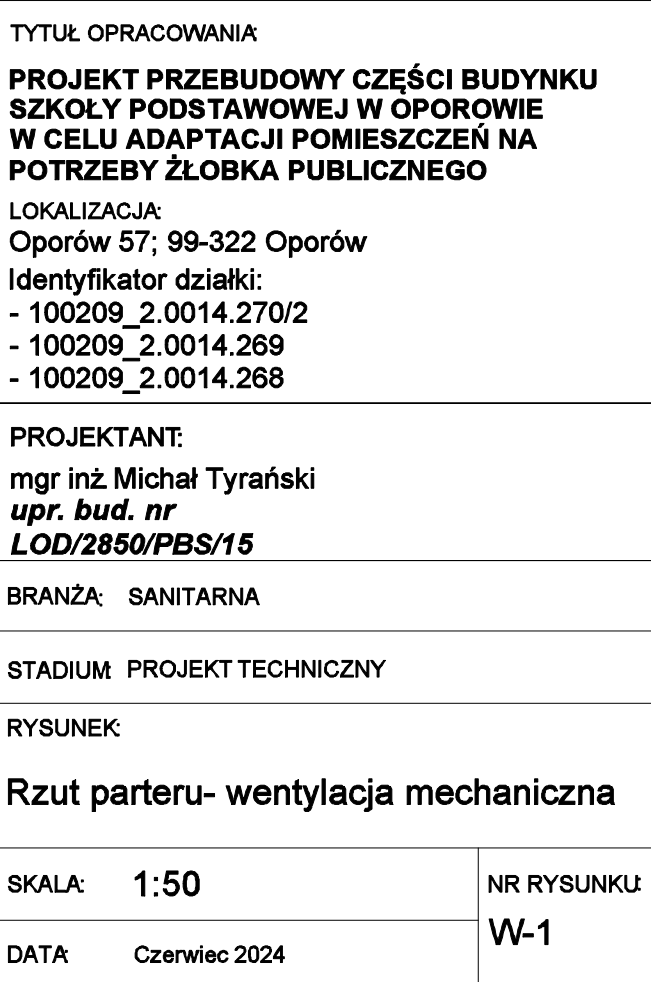 TYTUŁ OPRACOWANIA:
PROJEKT PRZEBUDOWY CZĘŚCI BUDYNKU
SZKOŁY PODSTAWOWEJ W OPOROWIE
W CELU ADAPTACJI POMIESZCZEŃ NA
POTRZEBY ŻŁOBKA PUBLICZNEGO
LOKALIZACJA:
Oporów 57; 99-322 Oporów
Identyfikator działki:
- 100209_2.0014.270/2
- 100209_2.0014.269
- 100209_2.0014.268
PROJEKTANT:
mgr inż. Michał Tyrański
upr. bud. nr
LOD/2850/PBS/15
BRANŻA: SANITARNA
STADIUM: PROJEKT TECHNICZNY
RYSUNEK:
Rzut parteru- wentylacja mechaniczna
SKALA: 1:50
NR RYSUNKU:
W-1
DATA: Czerwiec 2024